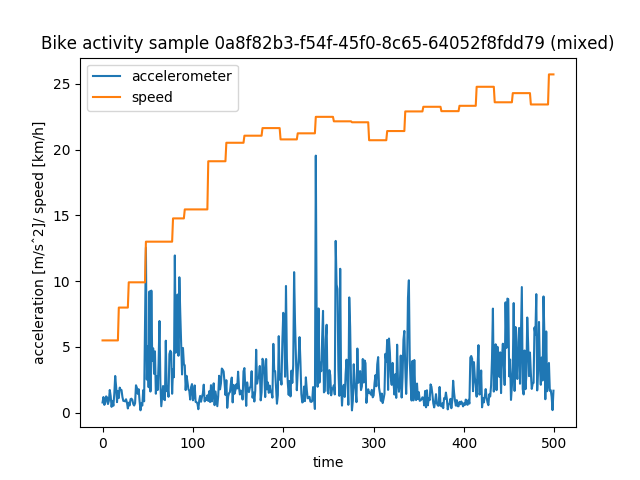 Bike activity sample 0a8f82b3-f54f-45f0-8c65-64052f8fdd79 (mixed)
accelerometer
speed
acceleration [m/s^2]/ speed [km/h]
25
20
15
10
5
0
0 100 200 300 400 500
time